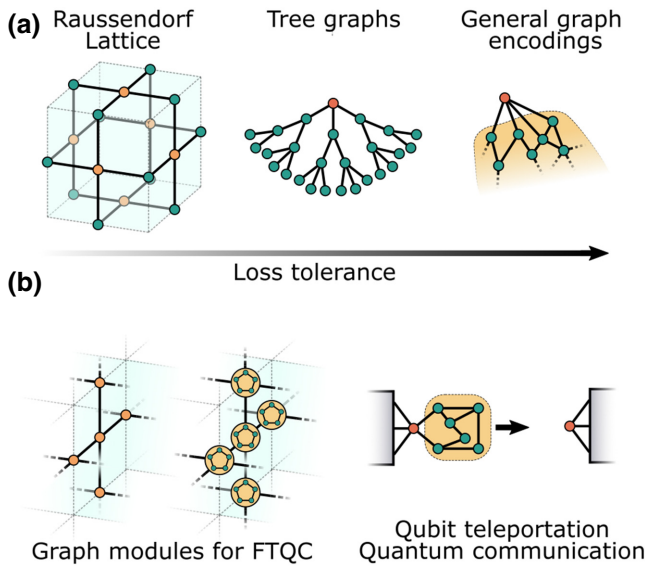 (a)
Raussendorf
Lattice
Tree graphs
General graph
encodings
Loss tolerance
(b)
Graph modules for FTQC
Qubit teleportation
Quantum communication